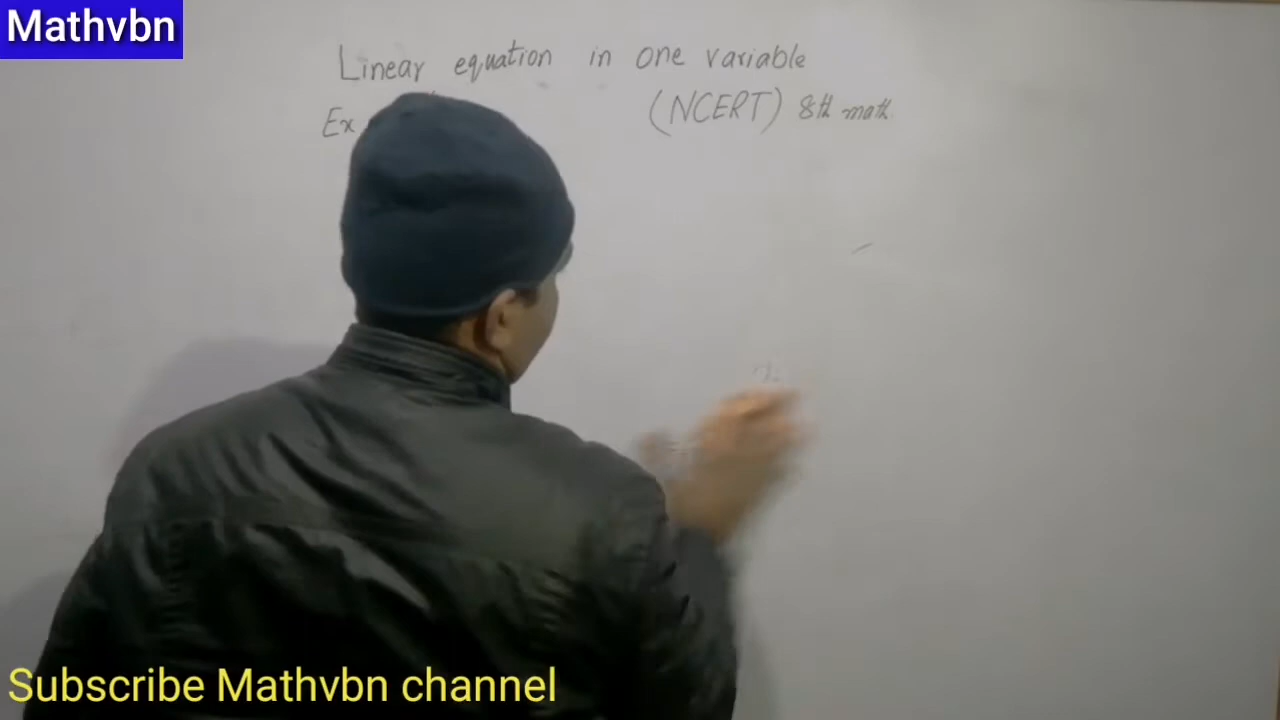 Mathvbn
Linear equation in one variable
Ex (NCERT) 8th math.
Subscribe Mathvbn channel